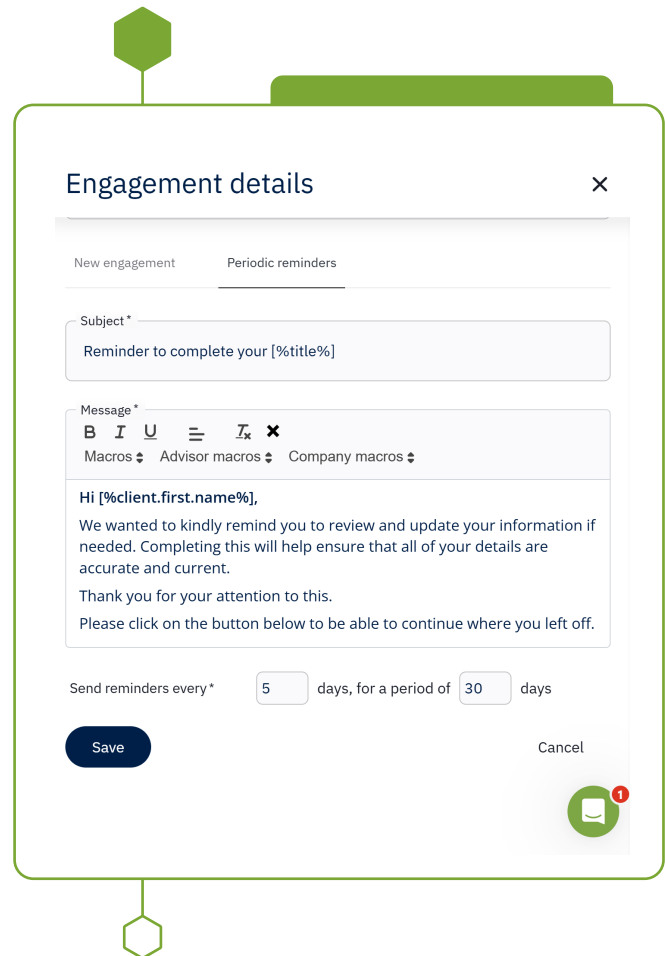 Engagement details
New engagement Periodic reminders
Subject *
Reminder to complete your [%title%]
Message *
B I U Tx
Macros Advisor macros Company macros
Hi [%client.first.name%],
We wanted to kindly remind you to review and update your information if
needed. Completing this will help ensure that all of your details are
accurate and current.
Thank you for your attention to this.
Please click on the button below to be able to continue where you left off.
Send reminders every * 5 days, for a period of 30 days
Save Cancel
1